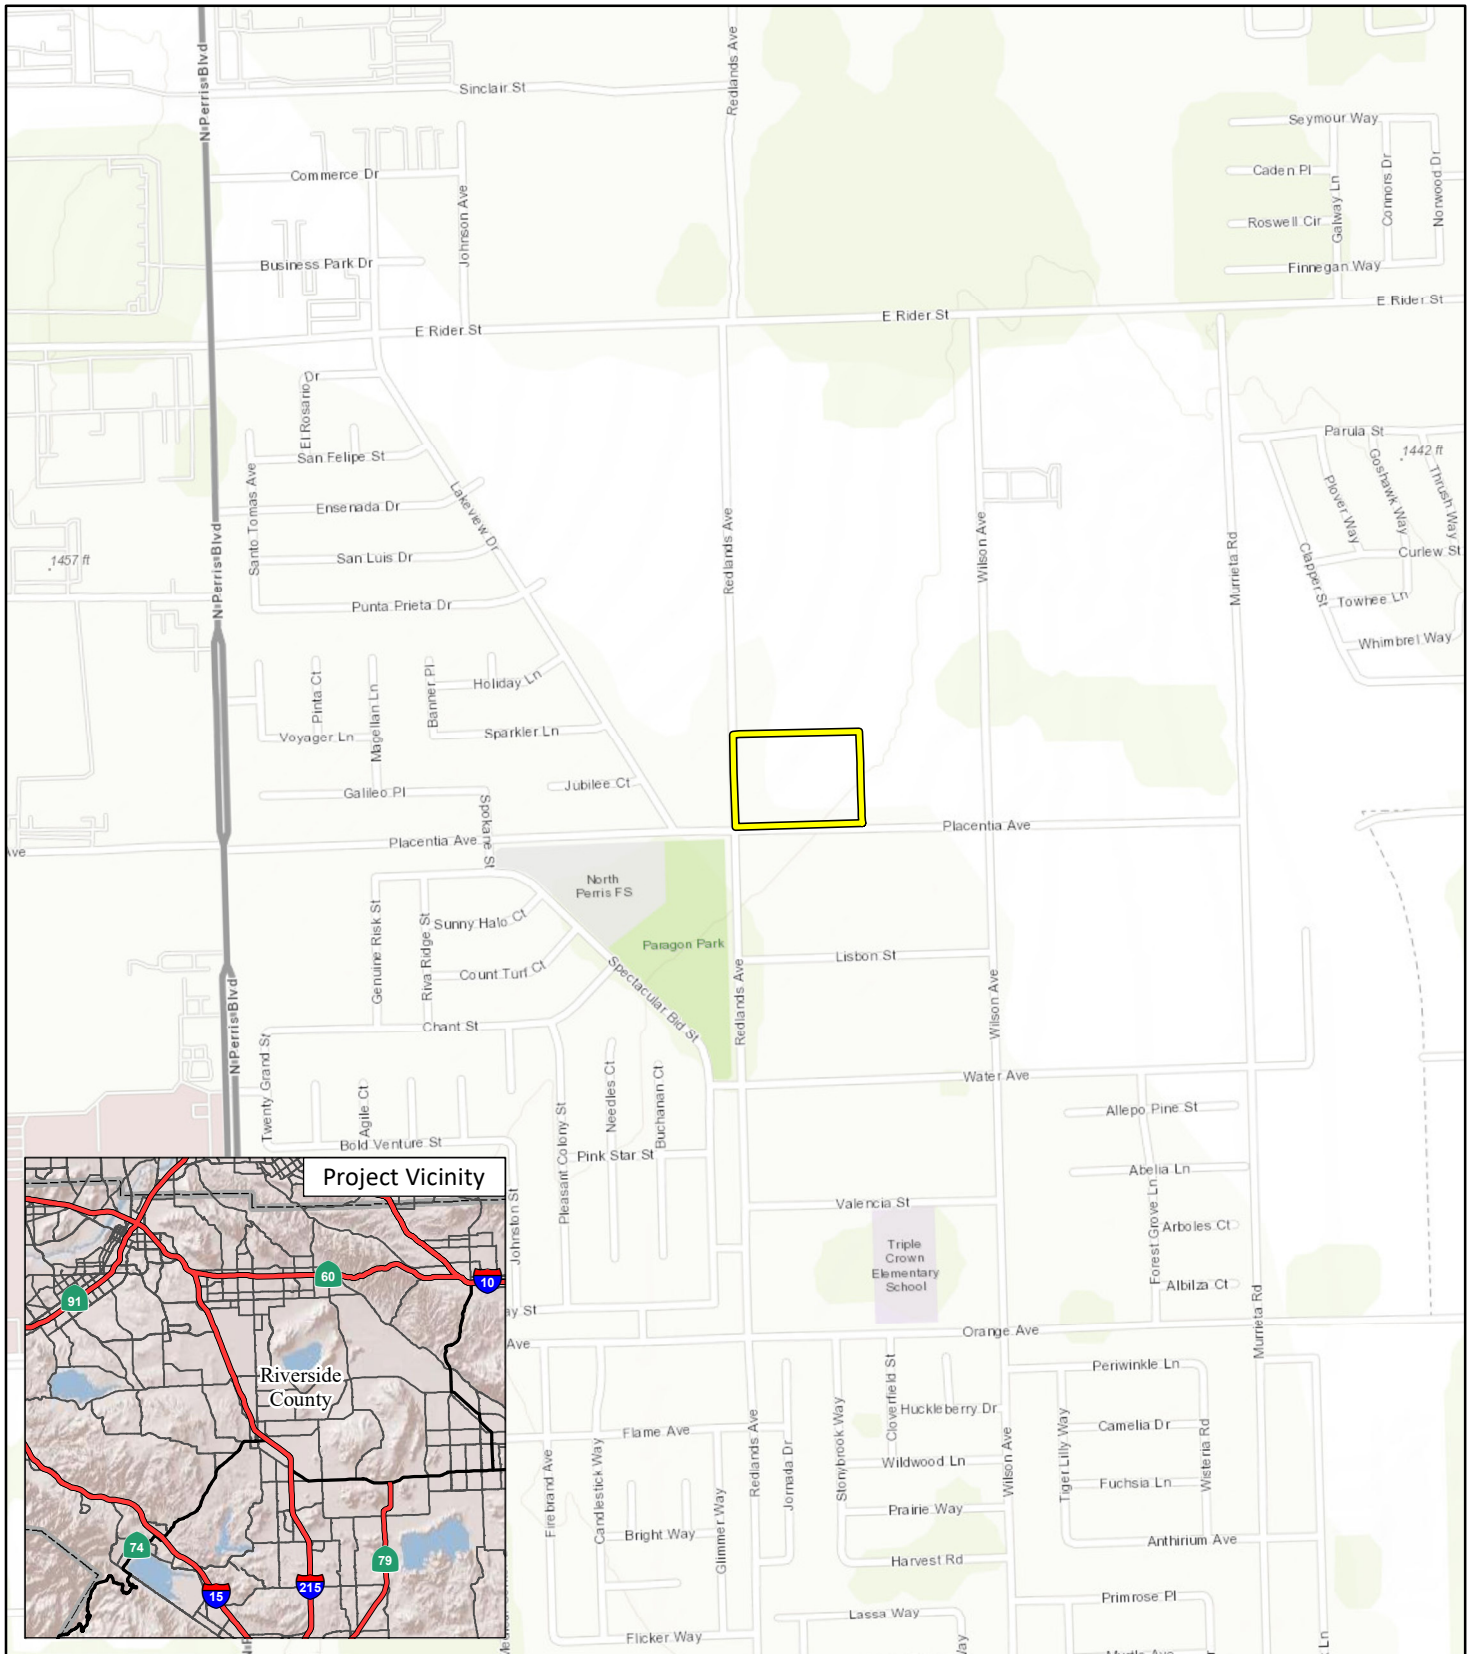 Sinclair St
Redlands Ave
N Perris Blvd
Seymour Way
Commerce Dr
Johnson Ave
Caden Pl
Galway Ln
Connors Dr
Norwood Dr
Roswell Cir
Business Park Dr
Finnegan Way
E Rider St
E Rider St
E Rider St
El Rosario Dr
San Felipe St
Parula St
1442 ft
Santo Tomas Ave
Ensenada Dr
Lakeview Dr
Redlands Ave
Wilson Ave
Murrieta Rd
Plover Way
Goshawk Way
Thrush Way
Curlew St
1457 ft
N Perris Blvd
San Luis Dr
Clapper St
Punta Prieta Dr
Towhee Ln
Whimbrel Way
Pinta Ct
Magellan Ln
Banner Pl
Holiday Ln
Voyager Ln
Sparkler Ln
Galileo Pl
Jubilee Ct
Spokane St
Placentia Ave
Placentia Ave
Ave
North
Perris FS
Genuine Risk St
Riva Ridge St
Sunny Halo Ct
Paragon Park
Count Turf Ct
Spectacular Bid St
Redlands Ave
Lisbon St
Wilson Ave
N Perris Blvd
Chant St
Twenty Grand St
Agile Ct
Needles Ct
Buchanan Ct
Water Ave
Allepo Pine St
Bold Venture St
Pleasant Colony St
Pink Star St
Abelia Ln
Johnston St
Valencia St
Forest Grove Ln
Arboles Ct
Triple
Crown
Elementary
School
Albilza Ct
Murrieta Rd
ay St
Ave
Orange Ave
Periwinkle Ln
Cloverfield St
Huckleberry Dr
Stonybrook Way
Flame Ave
Redlands Ave
Jornada Dr
Wilson Ave
Tiger Lilly Way
Camelia Dr
Wisteria Rd
Firebrand Ave
Candlestick Way
Wildwood Ln
Fuchsia Ln
Prairie Way
Bright Way
Glimmer Way
Anthirium Ave
Harvest Rd
Primrose Pl
Lassa Way
Flicker Way
Way
Ln
Project Vicinity
60
10
91
Riverside
County
74
79
15
215